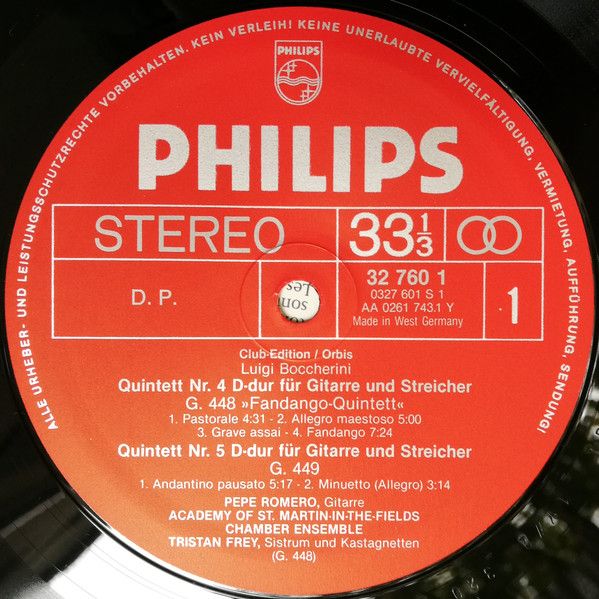 ALLE URHEBER- UND LEISTUNGSSCHUTZRECHTE VORBEHALTEN. KEIN VERLEIH! KEINE UNERLAUBTE VERVIELFÄLTIGUNG, VERMIETUNG, AUFFÜHRUNG, SENDUNG!
PHILIPS
PHILIPS
STEREO 33 1/3
D. P.
32 760 1
0327 601 S 1
AA 0261 743.1 Y
Made in West Germany
1
Club-Edition / Orbis
Luigi Boccherini
Quintett Nr. 4 D-dur für Gitarre und Streicher
G. 448 »Fandango-Quintett«
1. Pastorale 4:31 - 2. Allegro maestoso 5:00
3. Grave assai - 4. Fandango 7:24
Quintett Nr. 5 D-dur für Gitarre und Streicher
G. 449
1. Andantino pausato 5:17 - 2. Minuetto (Allegro) 3:14
PEPE ROMERO, Gitarre
ACADEMY OF ST. MARTIN-IN-THE-FIELDS
CHAMBER ENSEMBLE
TRISTAN FREY, Sistrum und Kastagnetten
(G. 448)